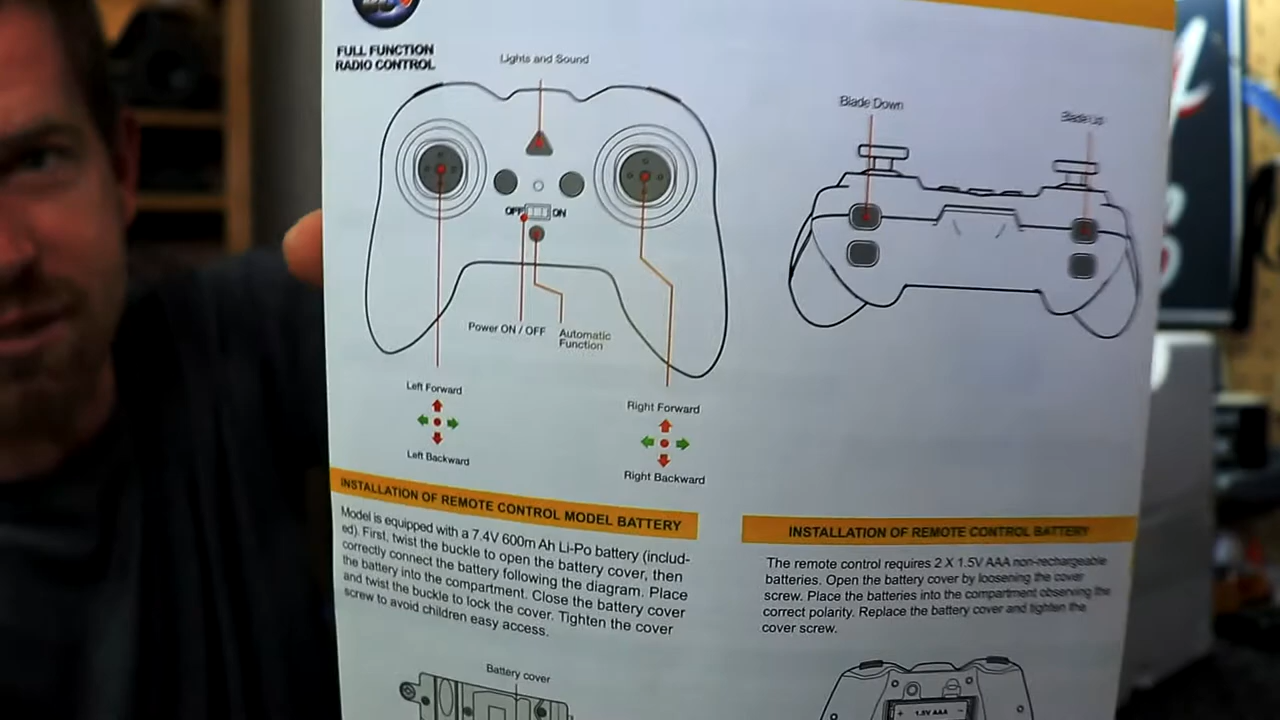 FULL FUNCTION
RADIO CONTROL
Lights and Sound
OFF
ON
Power ON / OFF
Automatic
Function
Left Forward
Left Backward
Right Forward
Right Backward
Blade Down
Blade Up
INSTALLATION OF REMOTE CONTROL MODEL BATTERY
Model is equipped with a 7.4V 600m Ah Li-Po battery (includ-
ed). First, twist the buckle to open the battery cover, then
correctly connect the battery following the diagram. Place
the battery into the compartment. Close the battery cover
and twist the buckle to lock the cover. Tighten the cover
screw to avoid children easy access.
Battery cover
INSTALLATION OF REMOTE CONTROL BATTERY
The remote control requires 2 X 1.5V AAA non-rechargeable
batteries. Open the battery cover by loosening the cover
screw. Place the batteries into the compartment observing the
correct polarity. Replace the battery cover and tighten the
cover screw.
+ 1.5V AAA -